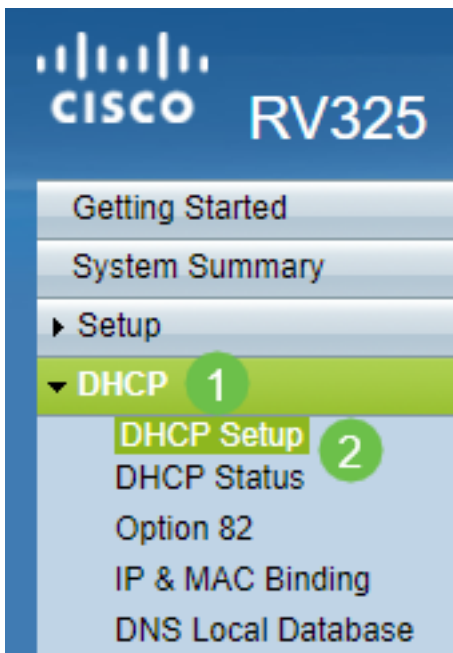 CISCO RV325
Getting Started
System Summary
Setup
DHCP 1
DHCP Setup 2
DHCP Status
Option 82
IP & MAC Binding
DNS Local Database